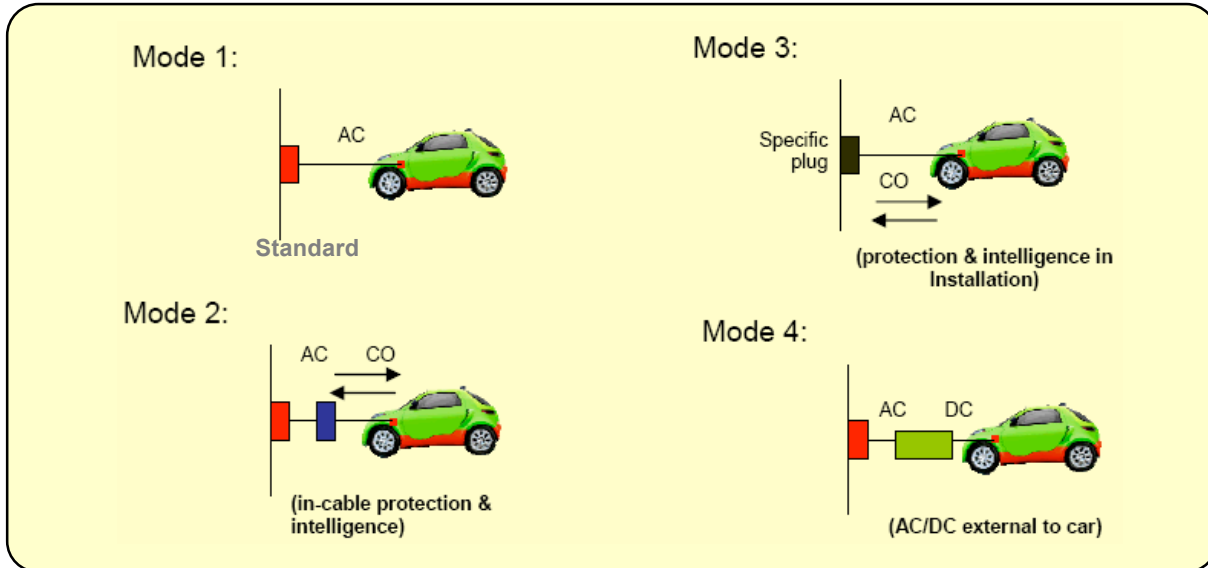 Mode 1:
AC
Standard
Mode 2:
AC CO
(in-cable protection &
intelligence)
Mode 3:
AC
Specific
plug
CO
(protection & intelligence in
Installation)
Mode 4:
AC DC
(AC/DC external to car)